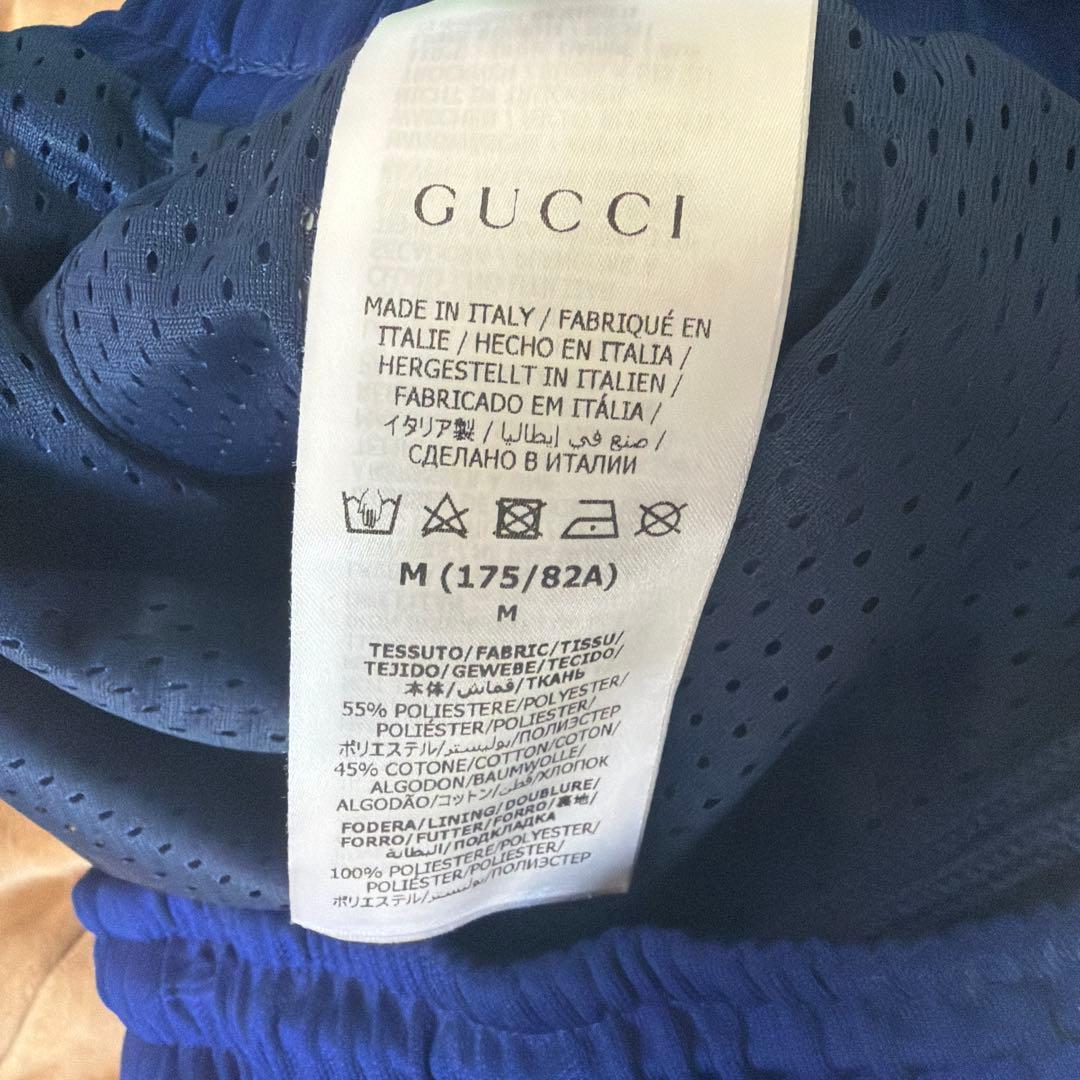 GUCCI
MADE IN ITALY / FABRIQUÉ EN
ITALIE / HECHO EN ITALIA /
HERGESTELLT IN ITALIEN /
FABRICADO EM ITÁLIA /
イタリア製 / صنع في إيطاليا /
СДЕЛАНО В ИТАЛИИ
M (175/82A)
M
TESSUTO/FABRIC/TISSU/
TEJIDO/GEWEBE/TECIDO/
本体/قماش/ТКАНЬ
55% POLIESTERE/POLYESTER/
POLIÉSTER/POLIESTER/
ポリエステル/بوليستر/ПОЛИЭСТЕР
45% COTONE/COTTON/COTON/
ALGODON/BAUMWOLLE/
ALGODÃO/コットン/قطن/ХЛОПОК
FODERA/LINING/DOUBLURE/
FORRO/FUTTER/FORRO/裏地/
البطانة/ПОДКЛАДКА
100% POLIESTERE/POLYESTER/
POLIÉSTER/POLIESTER/
ポリエステル/بوليستر/ПОЛИЭСТЕР